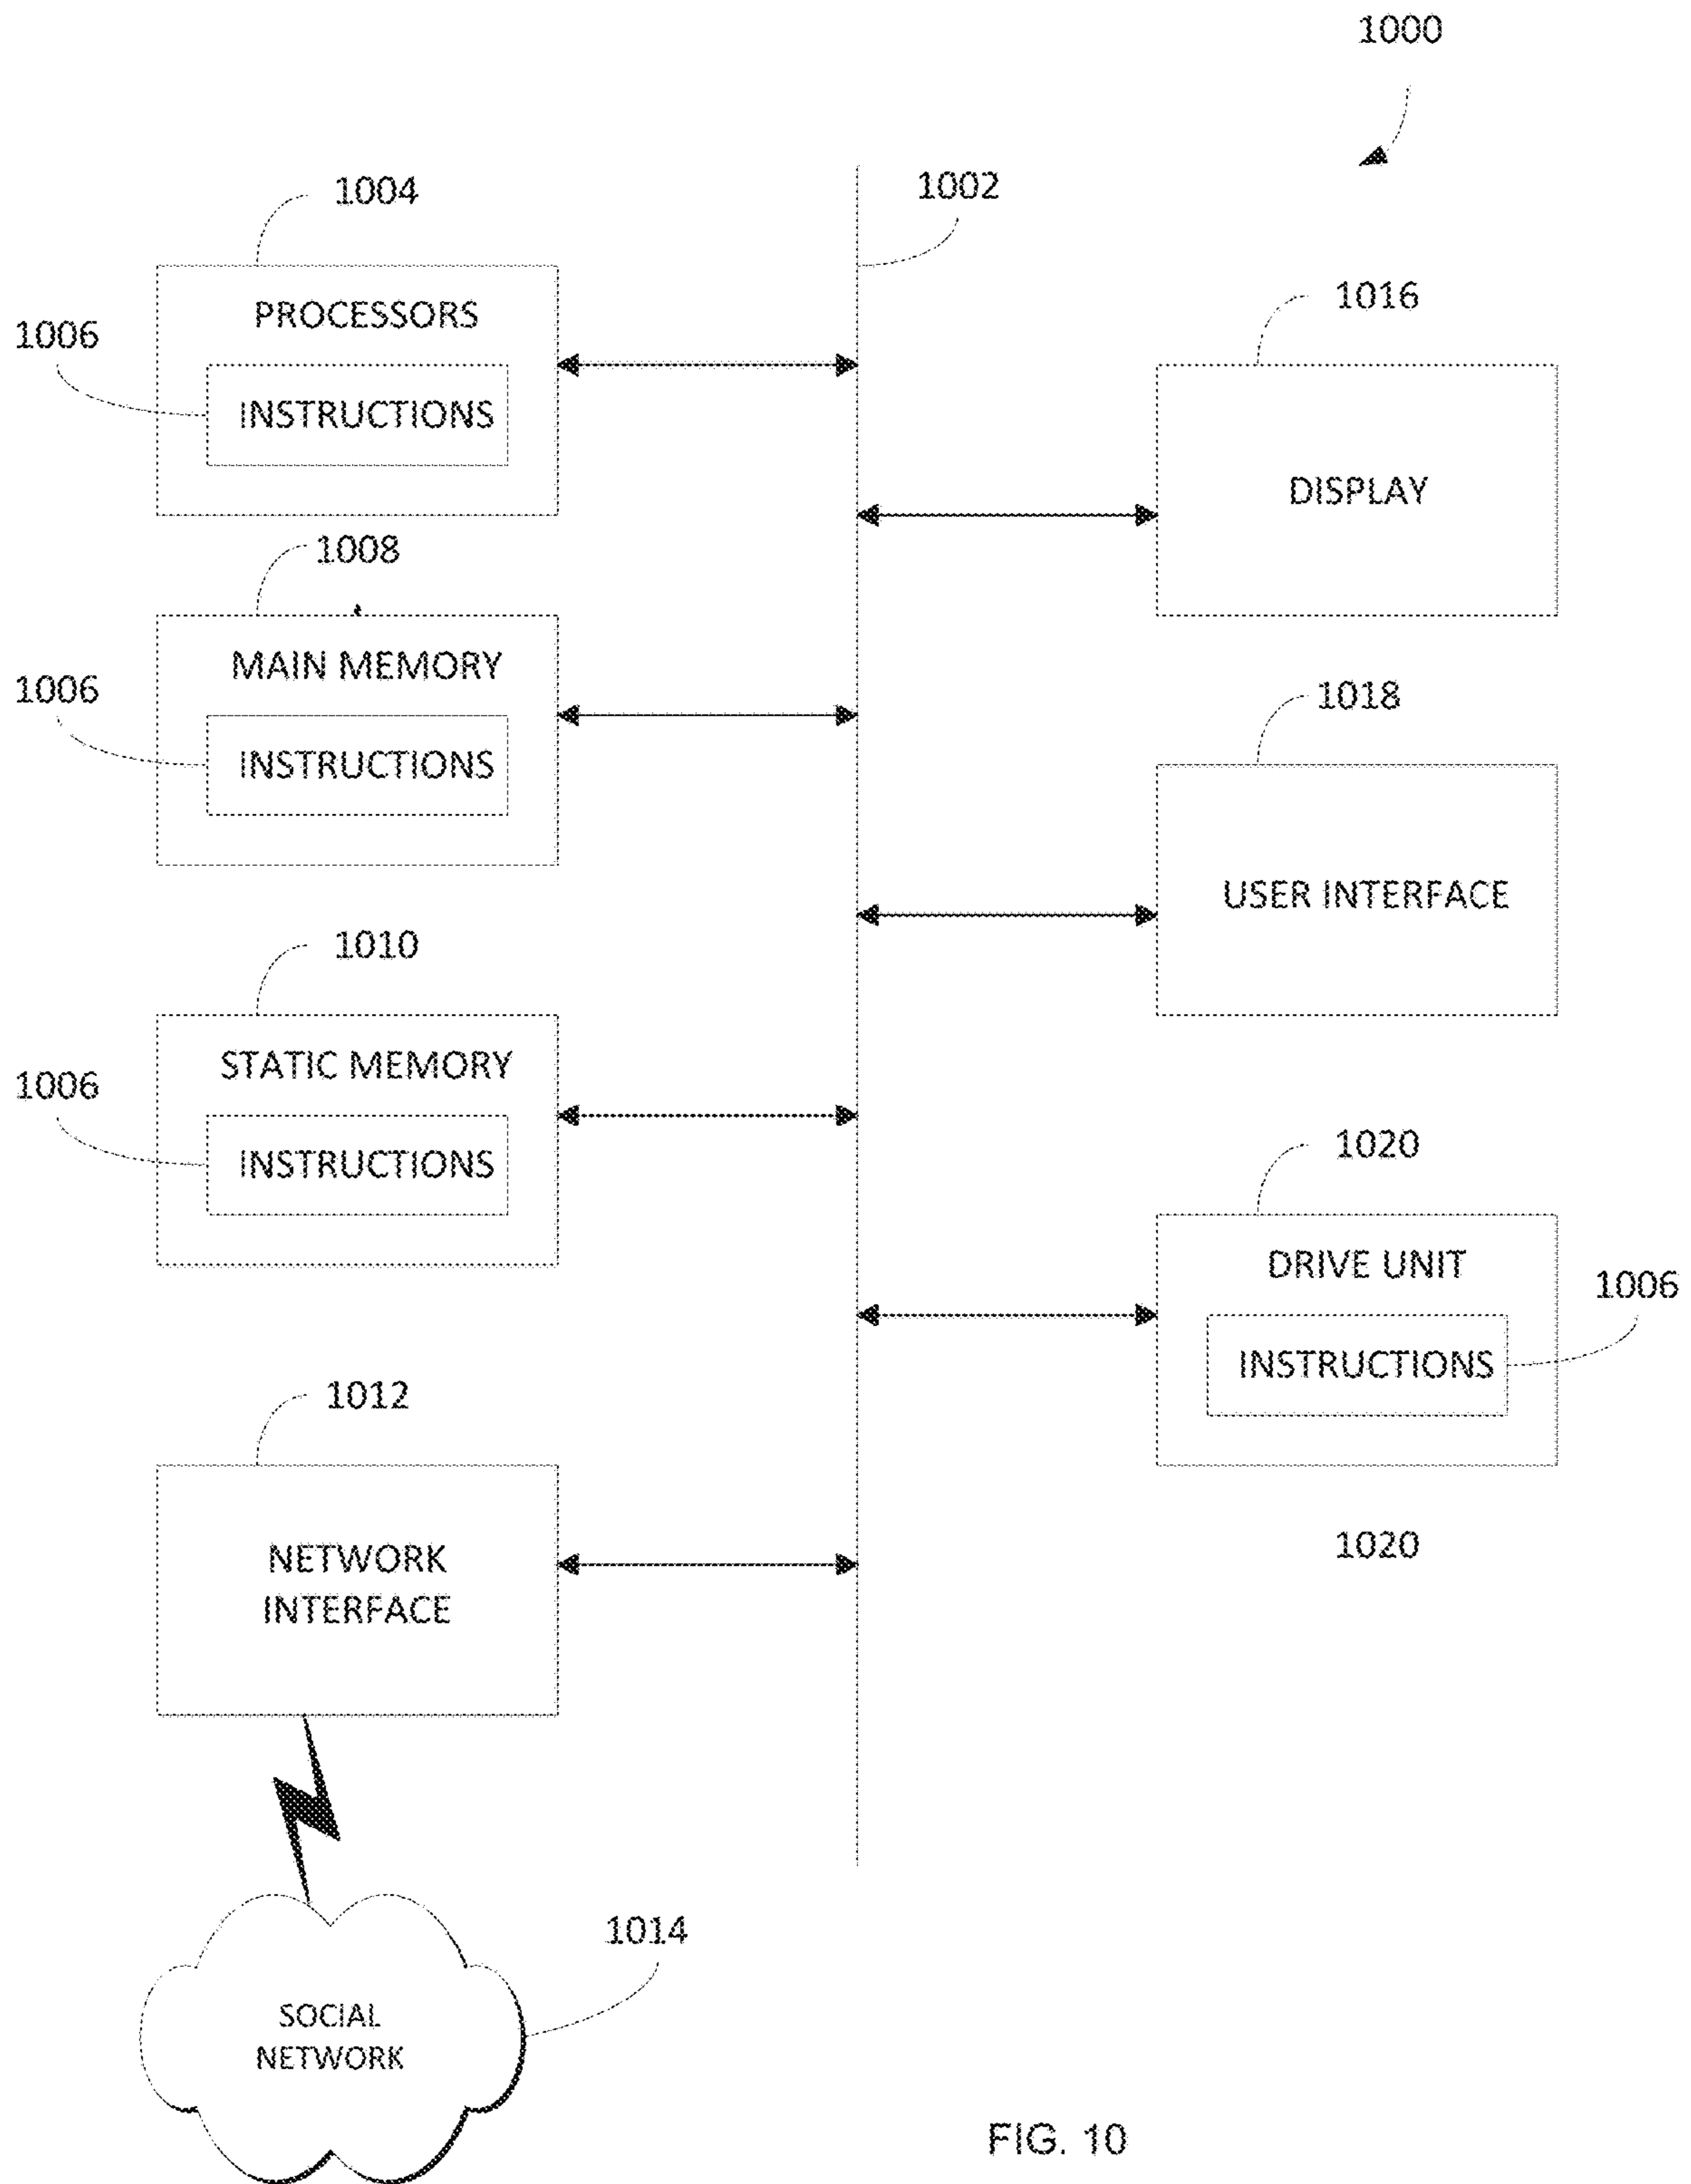 1000
1004
1002
PROCESSORS
1006
INSTRUCTIONS
1016
DISPLAY
1008
MAIN MEMORY
1006
INSTRUCTIONS
1018
USER INTERFACE
1010
STATIC MEMORY
1006
INSTRUCTIONS
1020
DRIVE UNIT
1006
INSTRUCTIONS
1012
NETWORK
INTERFACE
1020
1014
SOCIAL
NETWORK
FIG. 10